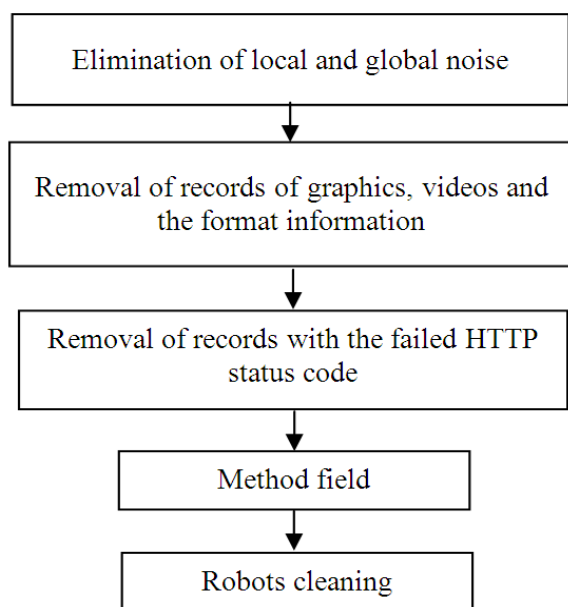 Elimination of local and global noise
Removal of records of graphics, videos and
the format information
Removal of records with the failed HTTP
status code
Method field
Robots cleaning